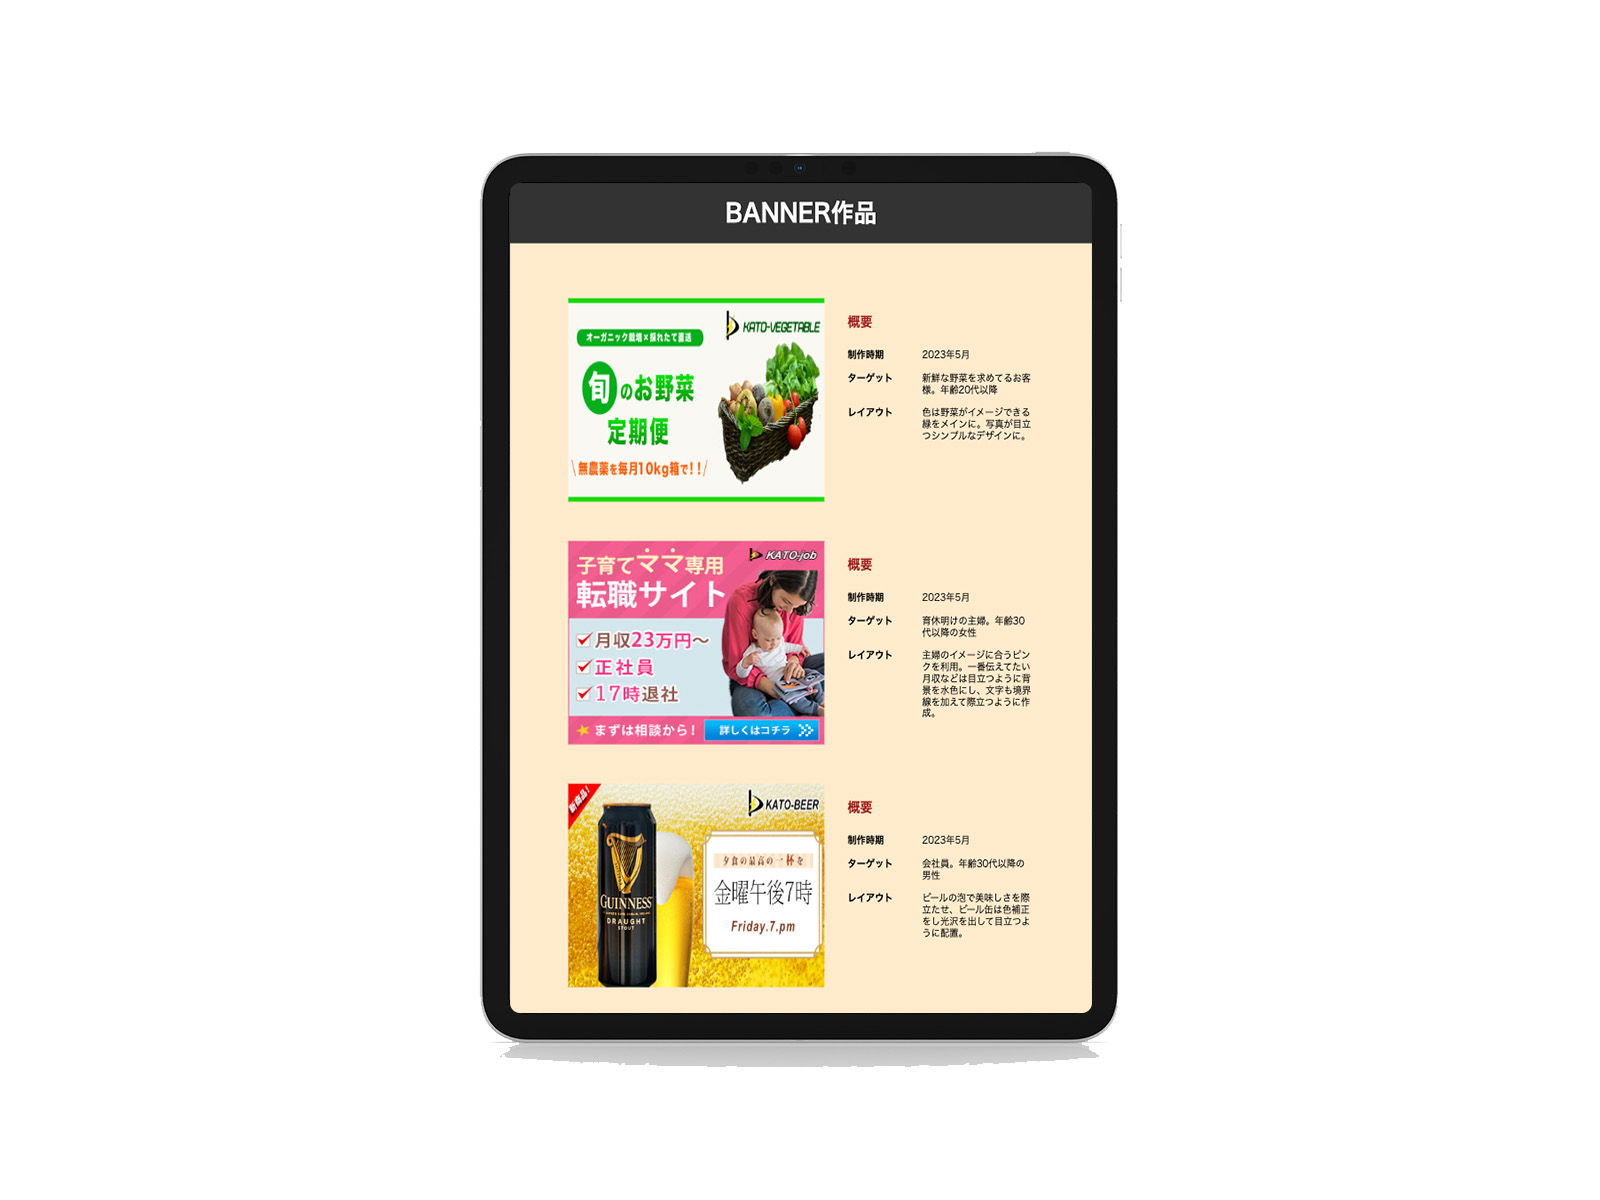 BANNER作品
KATO-VEGETABLE
オーガニック栽培×採れたて直送
旬のお野菜
定期便
\無農薬を毎月10kg箱で!!/
概要
制作時期 2023年5月
ターゲット 新鮮な野菜を求めてるお客
様。年齢20代以降
レイアウト 色は野菜がイメージできる
緑をメインに。写真が目立
つシンプルなデザインに。
KATO-job
子育てママ専用
転職サイト
月収23万円～
正社員
17時退社
まずは相談から!
詳しくはコチラ
概要
制作時期 2023年5月
ターゲット 育休明けの主婦。年齢30
代以降の女性
レイアウト 主婦のイメージに合うピン
クを利用。一番伝えてたい
月収などは目立つように背
景を水色にし、文字も境界
線を加えて際立つように作
成。
新商品!
KATO-BEER
夕食の最高の一杯を
金曜午後7時
Friday.7.pm
GUINNESS
DRAUGHT
STOUT
概要
制作時期 2023年5月
ターゲット 会社員。年齢30代以降の
男性
レイアウト ビールの泡で美味しさを際
立たせ、ビール缶は色補正
をし光沢を出して目立つよ
うに配置。